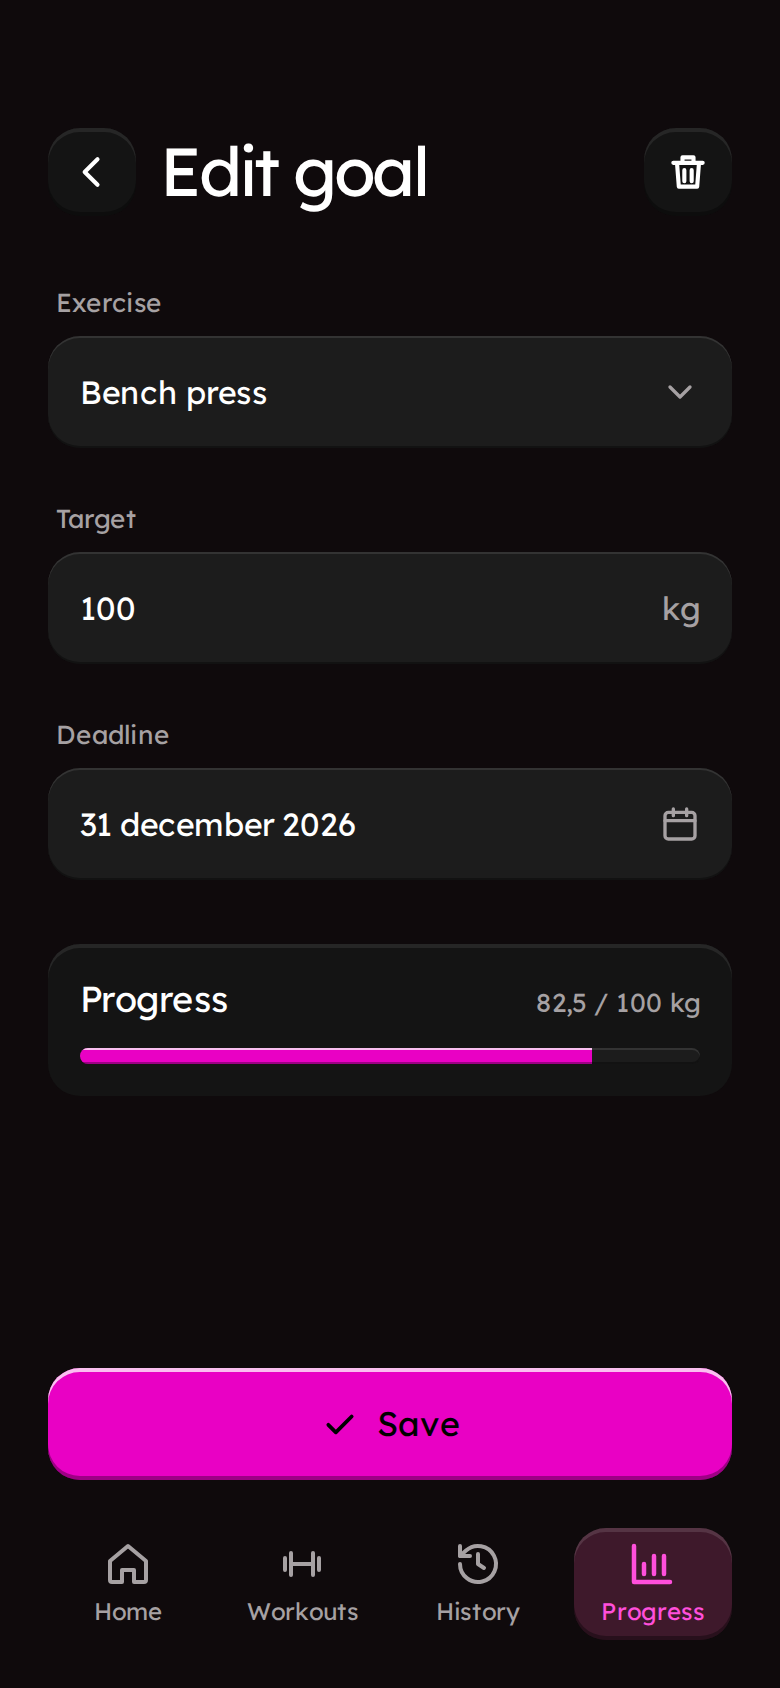 Edit goal
Exercise
Bench press
Target
100 kg
Deadline
31 december 2026
Progress 82,5 / 100 kg
Save
Home Workouts History Progress